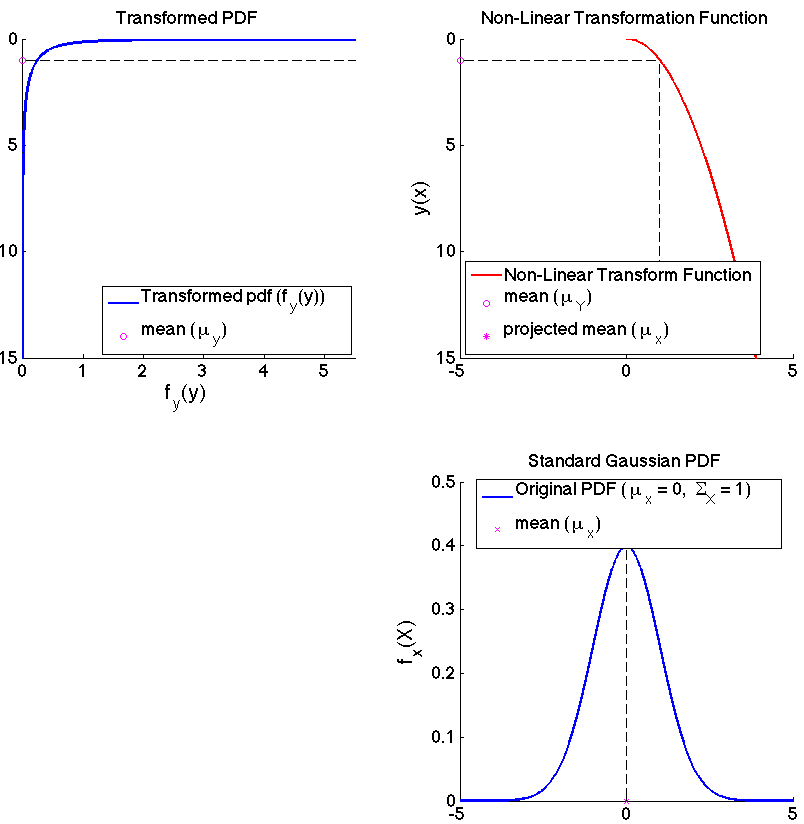 Transformed PDF
0
5
10
15
Transformed pdf (f_y(y))
mean (μ_y)
0 1 2 3 4 5
f_y(y)
Non-Linear Transformation Function
0
5
10
15
y(x)
Non-Linear Transform Function
mean (μ_Y)
projected mean (μ_x)
-5 0 5
Standard Gaussian PDF
0.5
0.4
0.3
0.2
0.1
0
f_x(X)
Original PDF (μ_x = 0, Σ_X = 1)
mean (μ_x)
-5 0 5